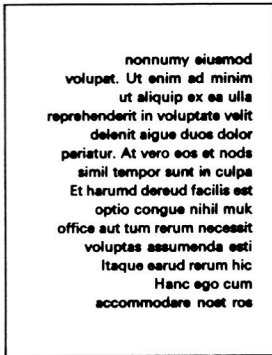 nonnumy eiusmod
volupat. Ut enim ad minim
ut aliquip ex ea ulla
reprehenderit in voluptate velit
delenit aigue duos dolor
pariatur. At vero eos et nods
simil tempor sunt in culpa
Et harumd dereud facilis est
optio congue nihil muk
office aut tum rerum necessit
voluptas assumenda esti
Itaque earud rerum hic
Hanc ego cum
accommodare nost ros